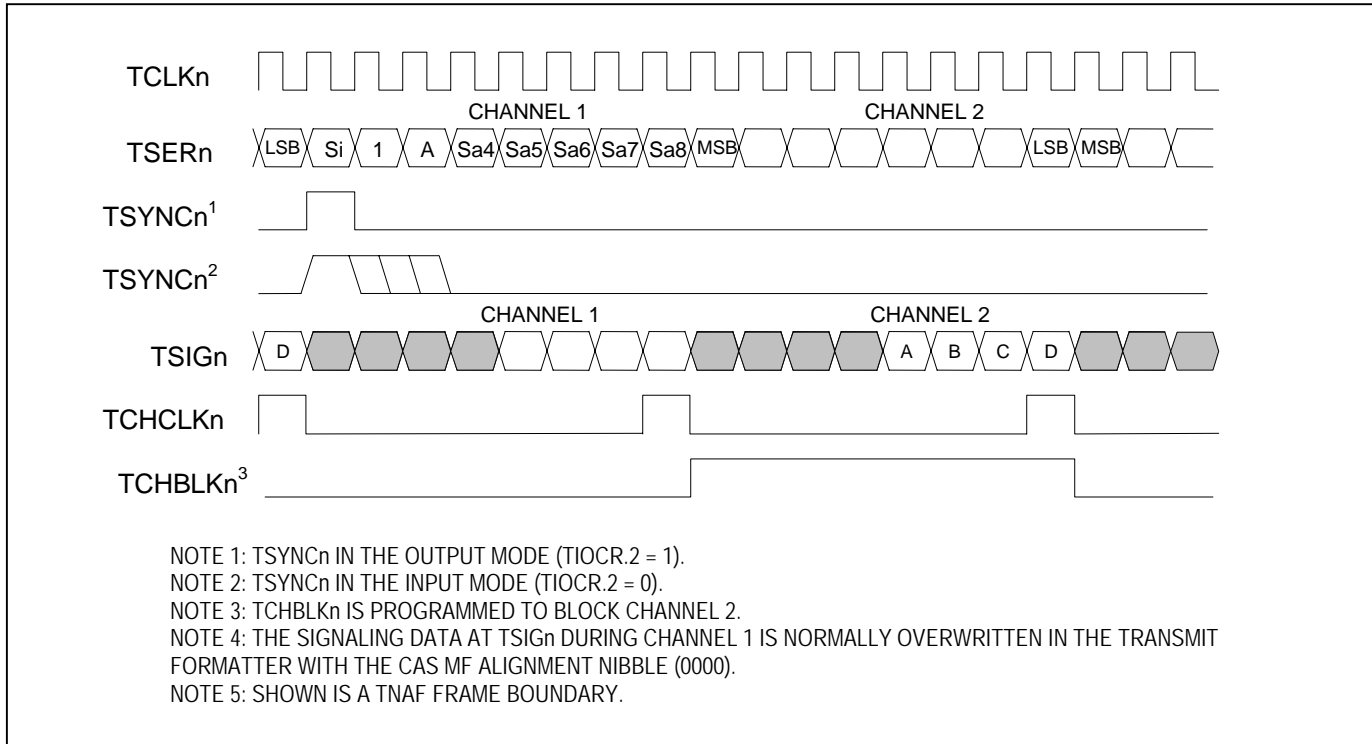 TCLKn
CHANNEL 1 CHANNEL 2
TSERn LSB Si 1 A Sa4 Sa5 Sa6 Sa7 Sa8 MSB LSB MSB
TSYNCn¹
TSYNCn²
CHANNEL 1 CHANNEL 2
TSIGn D A B C D
TCHCLKn
TCHBLKn³
NOTE 1: TSYNCn IN THE OUTPUT MODE (TIOCR.2 = 1).
NOTE 2: TSYNCn IN THE INPUT MODE (TIOCR.2 = 0).
NOTE 3: TCHBLKn IS PROGRAMMED TO BLOCK CHANNEL 2.
NOTE 4: THE SIGNALING DATA AT TSIGn DURING CHANNEL 1 IS NORMALLY OVERWRITTEN IN THE TRANSMIT
FORMATTER WITH THE CAS MF ALIGNMENT NIBBLE (0000).
NOTE 5: SHOWN IS A TNAF FRAME BOUNDARY.